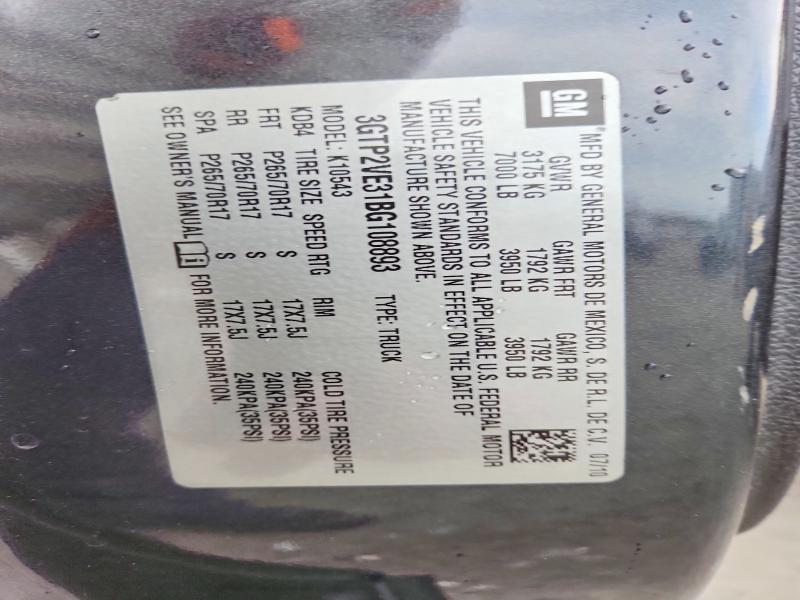 GM
MFD BY GENERAL MOTORS DE MEXICO, S. DE R.L. DE C.V. 07/10
GVWR GAWR FRT GAWR RR
3175 KG 1792 KG 1792 KG
7000 LB 3950 LB 3950 LB
THIS VEHICLE CONFORMS TO ALL APPLICABLE U.S. FEDERAL MOTOR
VEHICLE SAFETY STANDARDS IN EFFECT ON THE DATE OF
MANUFACTURE SHOWN ABOVE.
3GTP2VE31BG108893 TYPE: TRUCK
MODEL: K10543 RIM COLD TIRE PRESSURE
KDB4 TIRE SIZE SPEED RTG
FRT P265/70R17 S 17X7.5J 240KPA(35PSI)
RR P265/70R17 S 17X7.5J 240KPA(35PSI)
SPA P265/70R17 S 17X7.5J 240KPA(35PSI)
SEE OWNER'S MANUAL FOR MORE INFORMATION.